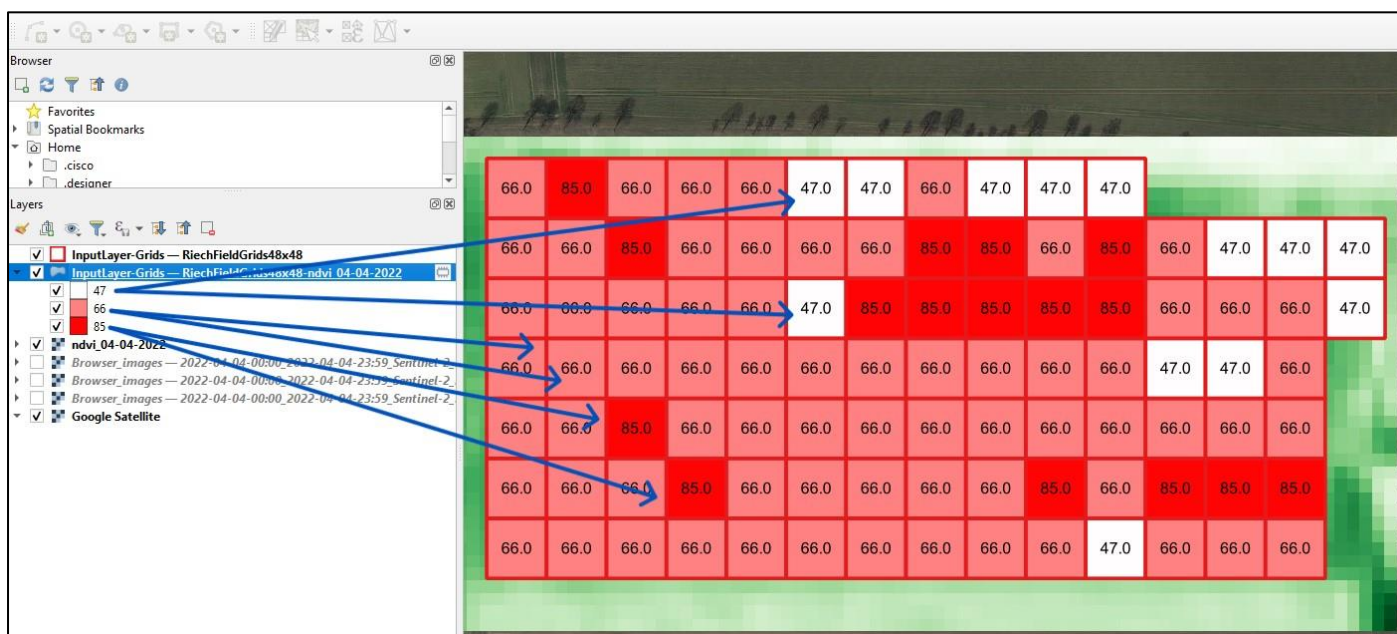 Browser
Favorites
Spatial Bookmarks
Home
.cisco
.designer
Layers
InputLayer-Grids — RiechFieldGrids48x48
InputLayer-Grids — RiechFieldGrids48x48-ndvi_04-04-2022
47
66
85
ndvi_04-04-2022
Browser_images — 2022-04-04-00:00_2022-04-04-23:59_Sentinel-2_
Browser_images — 2022-04-04-00:00_2022-04-04-23:59_Sentinel-2_
Browser_images — 2022-04-04-00:00_2022-04-04-23:59_Sentinel-2_
Google Satellite
66.0 85.0 66.0 66.0 66.0 47.0 47.0 66.0 47.0 47.0 47.0
66.0 66.0 85.0 66.0 66.0 66.0 66.0 85.0 85.0 66.0 85.0 66.0 47.0 47.0 47.0
66.0 66.0 66.0 66.0 66.0 47.0 85.0 85.0 85.0 85.0 85.0 66.0 66.0 66.0 47.0
66.0 66.0 66.0 66.0 66.0 66.0 66.0 66.0 66.0 66.0 66.0 47.0 47.0 66.0
66.0 66.0 85.0 66.0 66.0 66.0 66.0 66.0 66.0 66.0 66.0 66.0 66.0 66.0
66.0 66.0 66.0 85.0 66.0 66.0 66.0 66.0 66.0 85.0 66.0 85.0 85.0 85.0
66.0 66.0 66.0 66.0 66.0 66.0 66.0 66.0 66.0 66.0 47.0 66.0 66.0 66.0